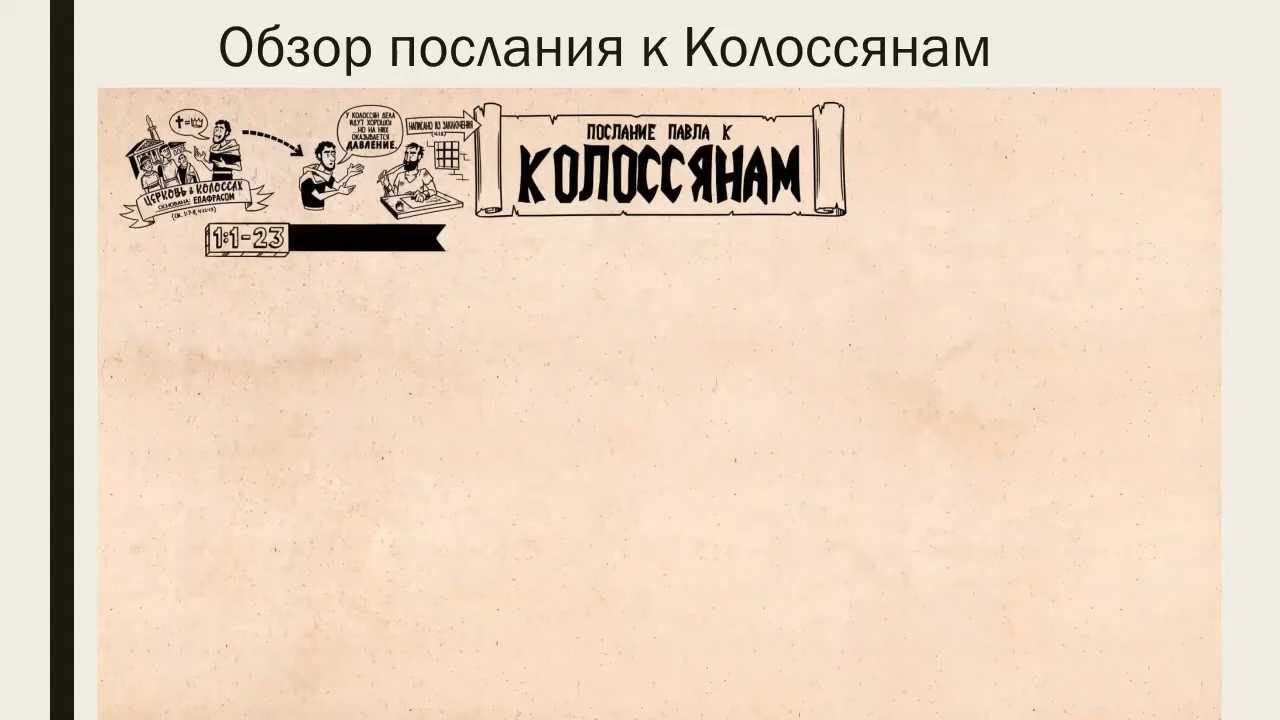 Обзор послания к Колоссянам
У КОЛОССЯН ДЕЛА
ИДУТ ХОРОШО!
...НО НА НИХ
ОКАЗЫВАЕТСЯ
ДАВЛЕНИЕ.
НАПИСАНО ИЗ ЗАКЛЮЧЕНИЯ
ПОСЛАНИЕ ПАВЛА К
КОЛОССЯНАМ
ЦЕРКОВЬ в КОЛОССАХ
ОСНОВАНА: ЕПАФРАСОМ
1:1-23